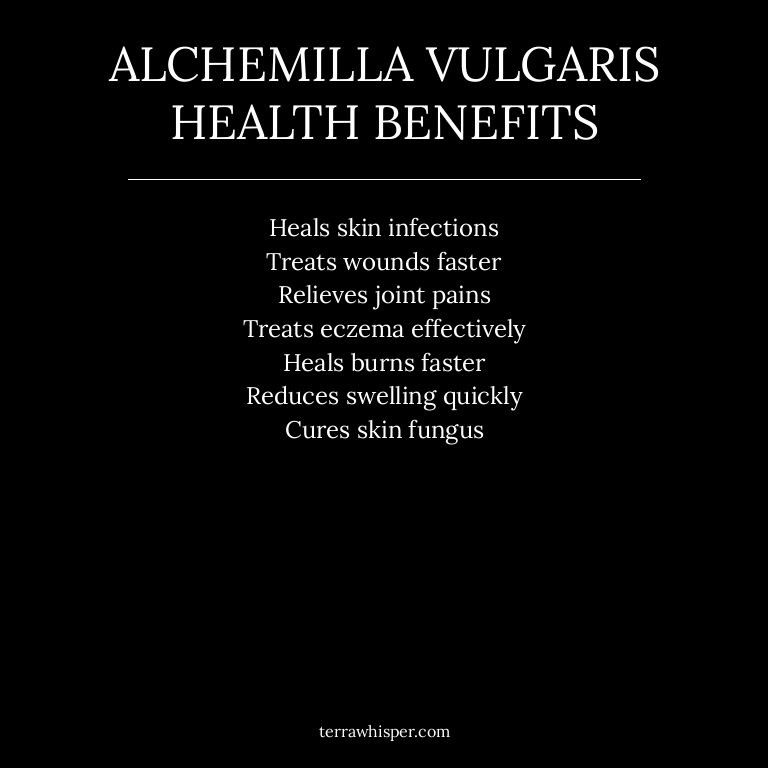 ALCHEMILLA VULGARIS
HEALTH BENEFITS
Heals skin infections
Treats wounds faster
Relieves joint pains
Treats eczema effectively
Heals burns faster
Reduces swelling quickly
Cures skin fungus
terrawhisper.com